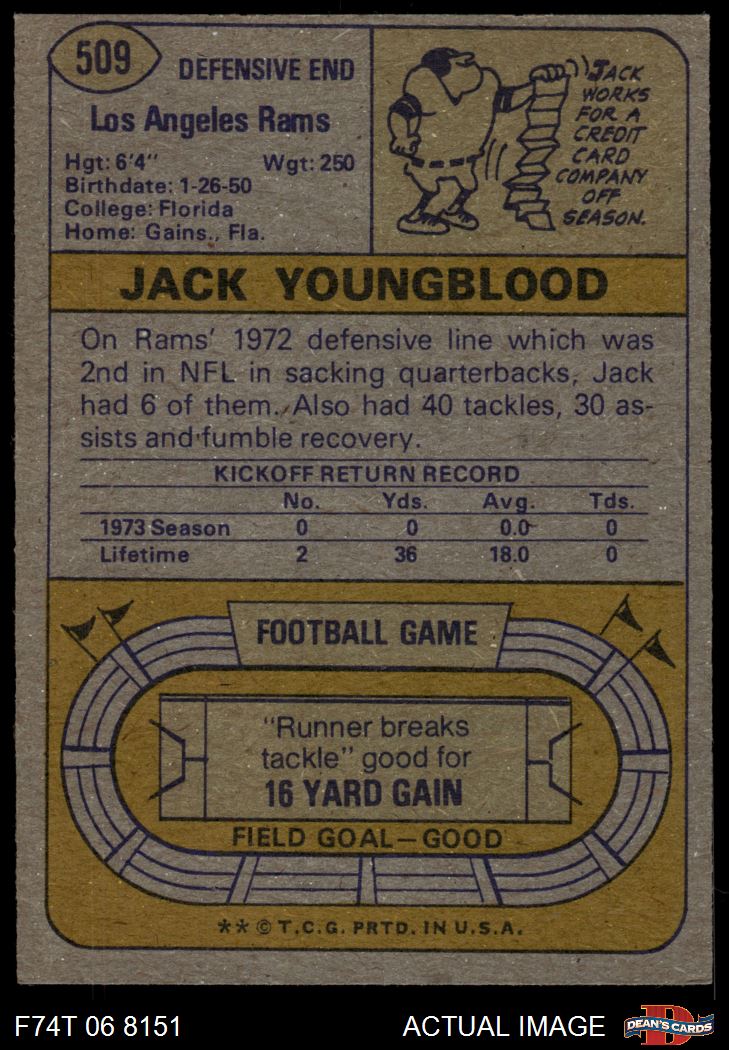 509
DEFENSIVE END
Los Angeles Rams
Hgt: 6'4" Wgt: 250
Birthdate: 1-26-50
College: Florida
Home: Gains., Fla.
JACK
WORKS
FOR A
CREDIT
CARD
COMPANY
OFF
SEASON.
JACK YOUNGBLOOD
On Rams' 1972 defensive line which was
2nd in NFL in sacking quarterbacks, Jack
had 6 of them. Also had 40 tackles, 30 as-
sists and fumble recovery.
KICKOFF RETURN RECORD
No. Yds. Avg. Tds.
1973 Season 0 0 0.0 0
Lifetime 2 36 18.0 0
FOOTBALL GAME
"Runner breaks
tackle" good for
16 YARD GAIN
FIELD GOAL—GOOD
** © T.C.G. PRTD. IN U.S.A.
F74T 06 8151 ACTUAL IMAGE D DEAN'S CARDS